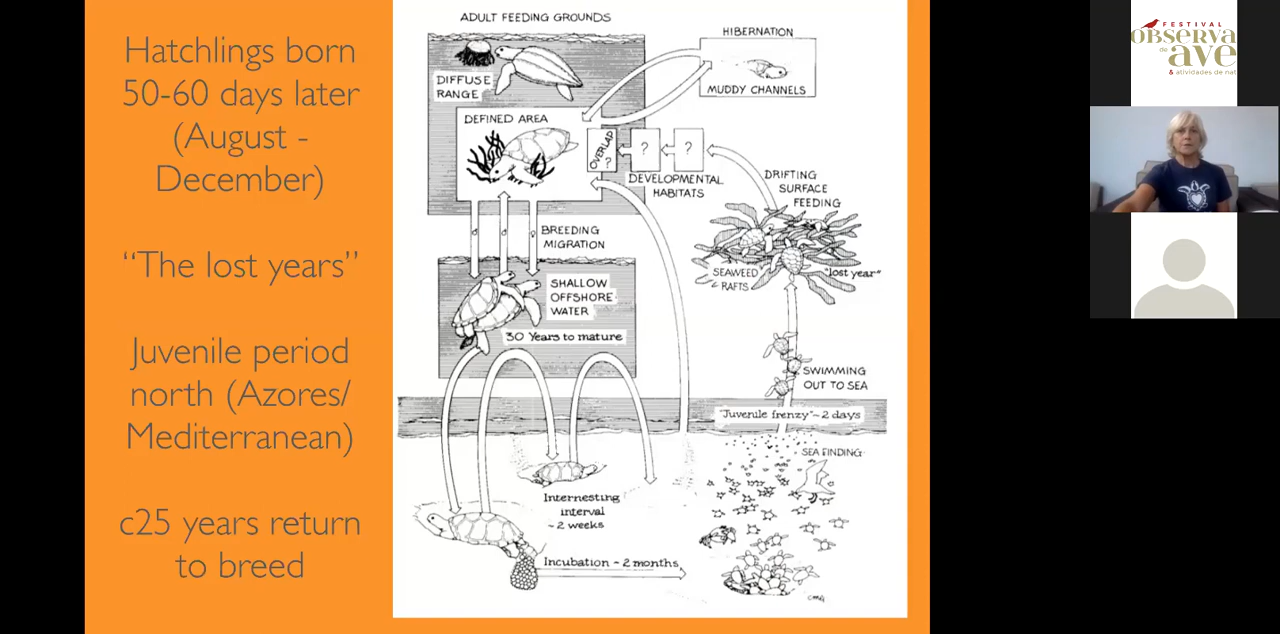 Hatchlings born
50-60 days later
(August -
December)
“The lost years”
Juvenile period
north (Azores/
Mediterranean)
c25 years return
to breed
ADULT FEEDING GROUNDS
DIFFUSE
RANGE
DEFINED AREA
OVERLAP
?
?
?
HIBERNATION
MUDDY CHANNELS
DEVELOPMENTAL
HABITATS
DRIFTING
SURFACE
FEEDING
SEAWEED
RAFTS
"lost year"
BREEDING
MIGRATION
SHALLOW
OFFSHORE
WATER
30 Years to mature
SWIMMING
OUT TO SEA
"Juvenile frenzy"~2 days
SEA FINDING
Internesting
interval
~2 weeks
Incubation ~ 2 months
FESTIVAL
OBSERVA
de
ave
& atividades de nat